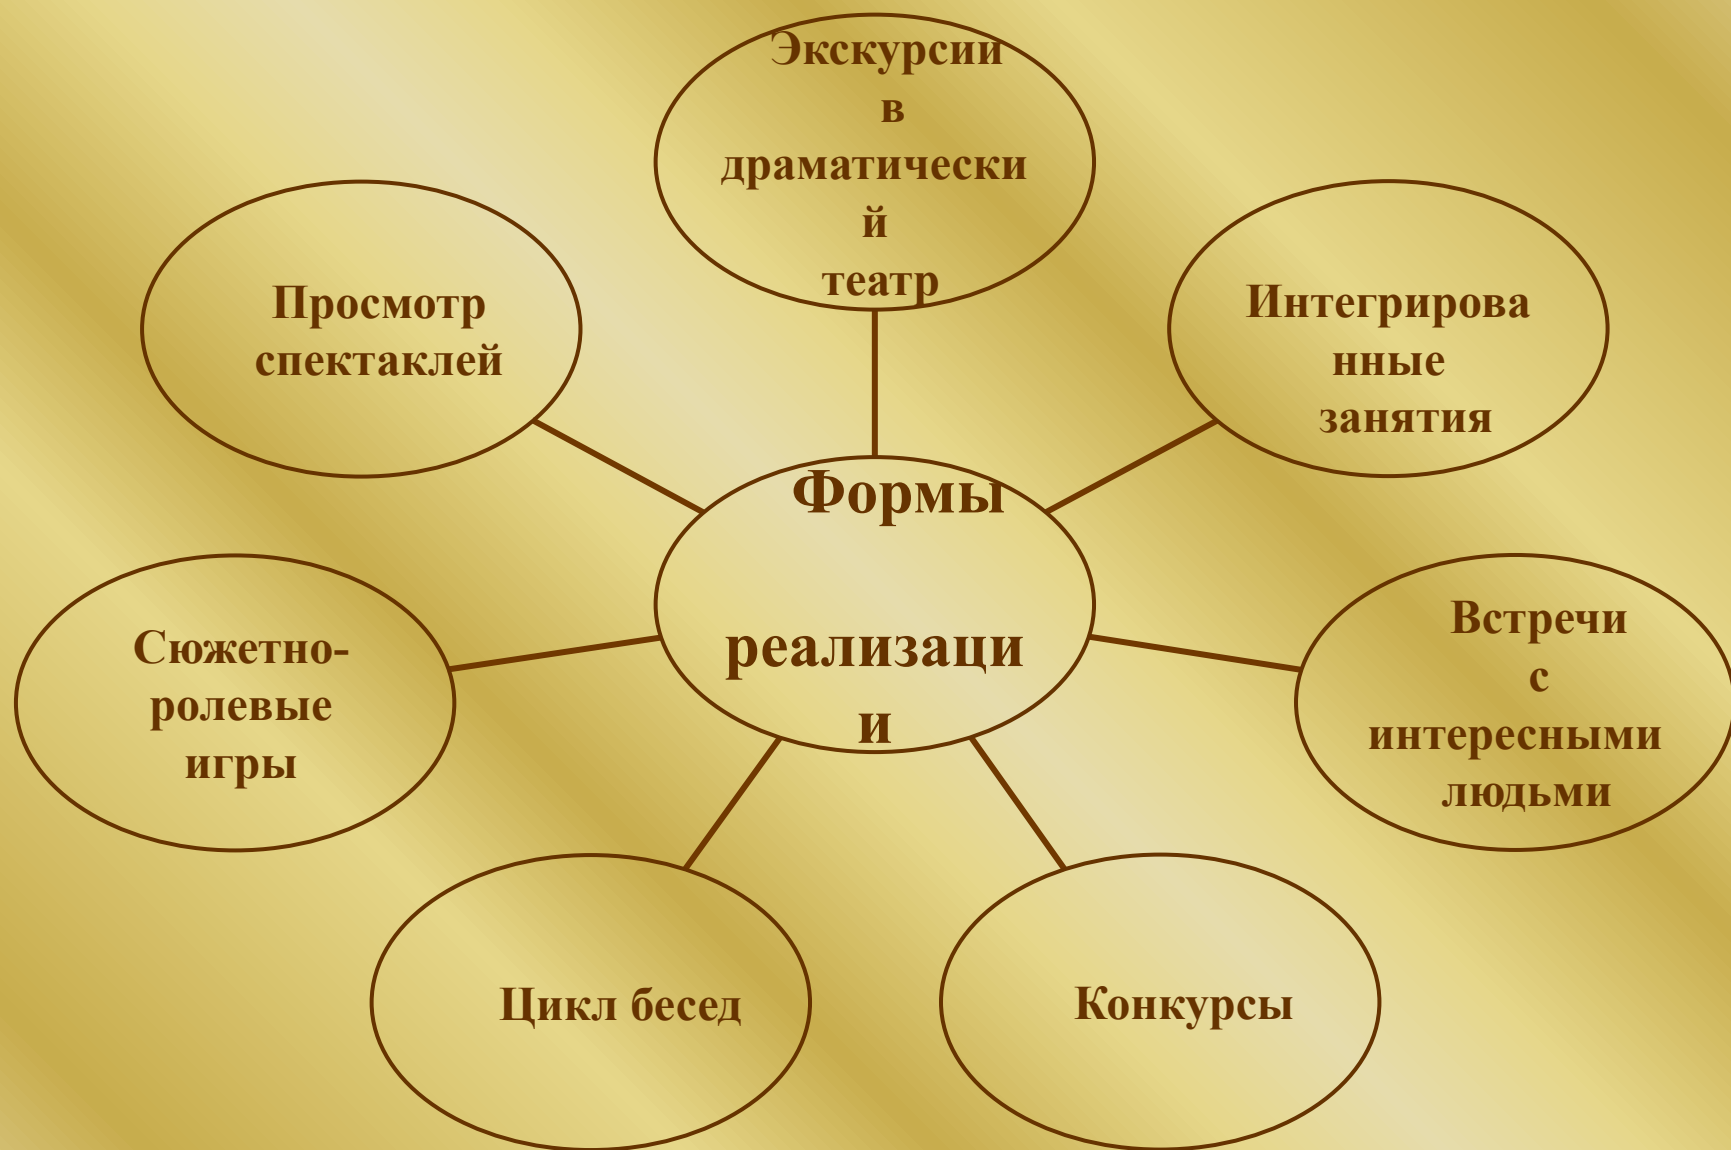 Экскурсии
в
драматически
й
театр
Просмотр
спектаклей
Интегрирова
нные
занятия
Формы
реализаци
и
Сюжетно-
ролевые
игры
Встречи
с
интересными
людьми
Цикл бесед
Конкурсы